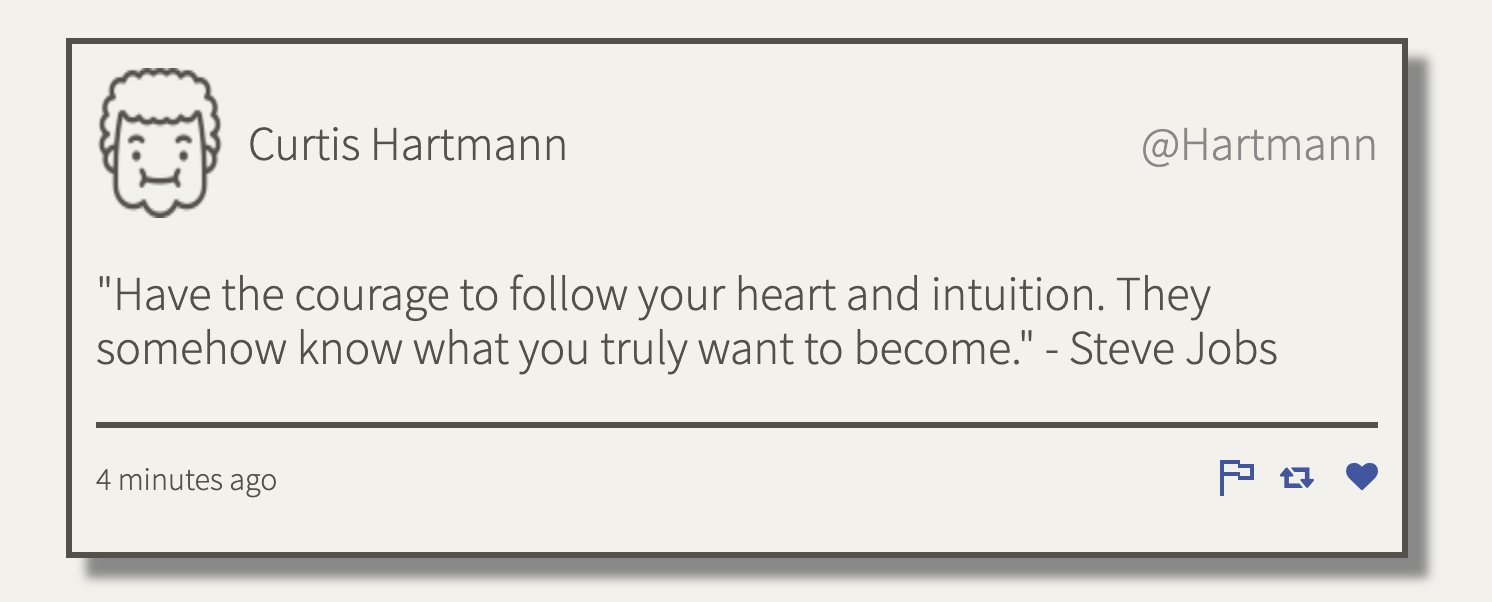 Curtis Hartmann @Hartmann
"Have the courage to follow your heart and intuition. They
somehow know what you truly want to become." - Steve Jobs
4 minutes ago